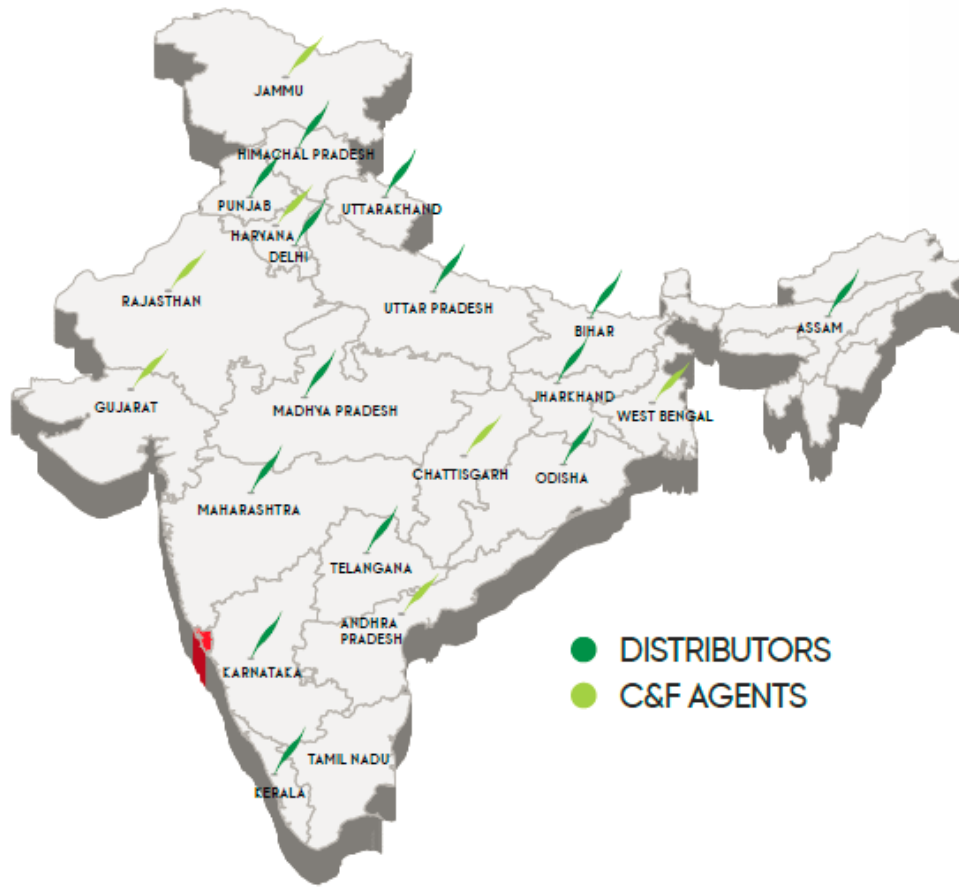 JAMMU
HIMACHAL PRADESH
PUNJAB
UTTARAKHAND
HARYANA
DELHI
RAJASTHAN
UTTAR PRADESH
BIHAR
ASSAM
GUJARAT
MADHYA PRADESH
JHARKHAND
WEST BENGAL
CHATTISGARH
ODISHA
MAHARASHTRA
TELANGANA
ANDHRA
PRADESH
KARNATAKA
TAMIL NADU
KERALA
DISTRIBUTORS
C&F AGENTS